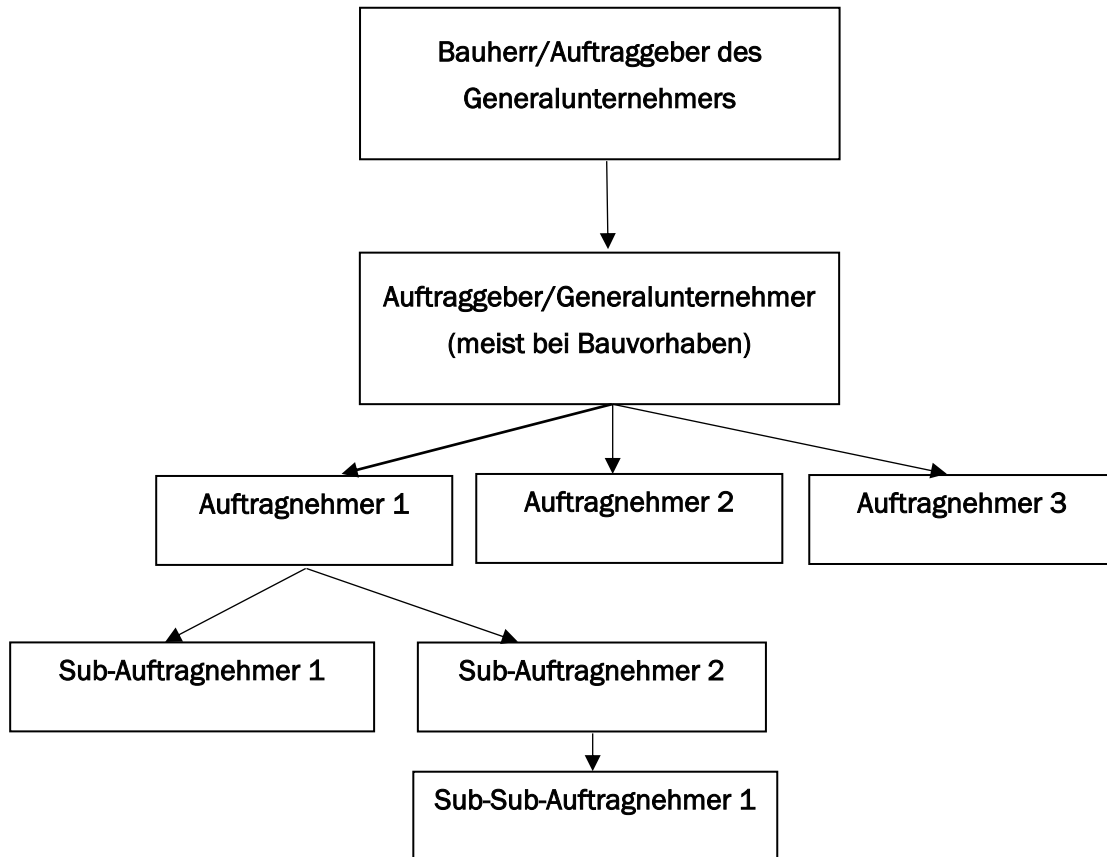 Bauherr/Auftraggeber des
Generalunternehmers
Auftraggeber/Generalunternehmer
(meist bei Bauvorhaben)
Auftragnehmer 1
Auftragnehmer 2
Auftragnehmer 3
Sub-Auftragnehmer 1
Sub-Auftragnehmer 2
Sub-Sub-Auftragnehmer 1